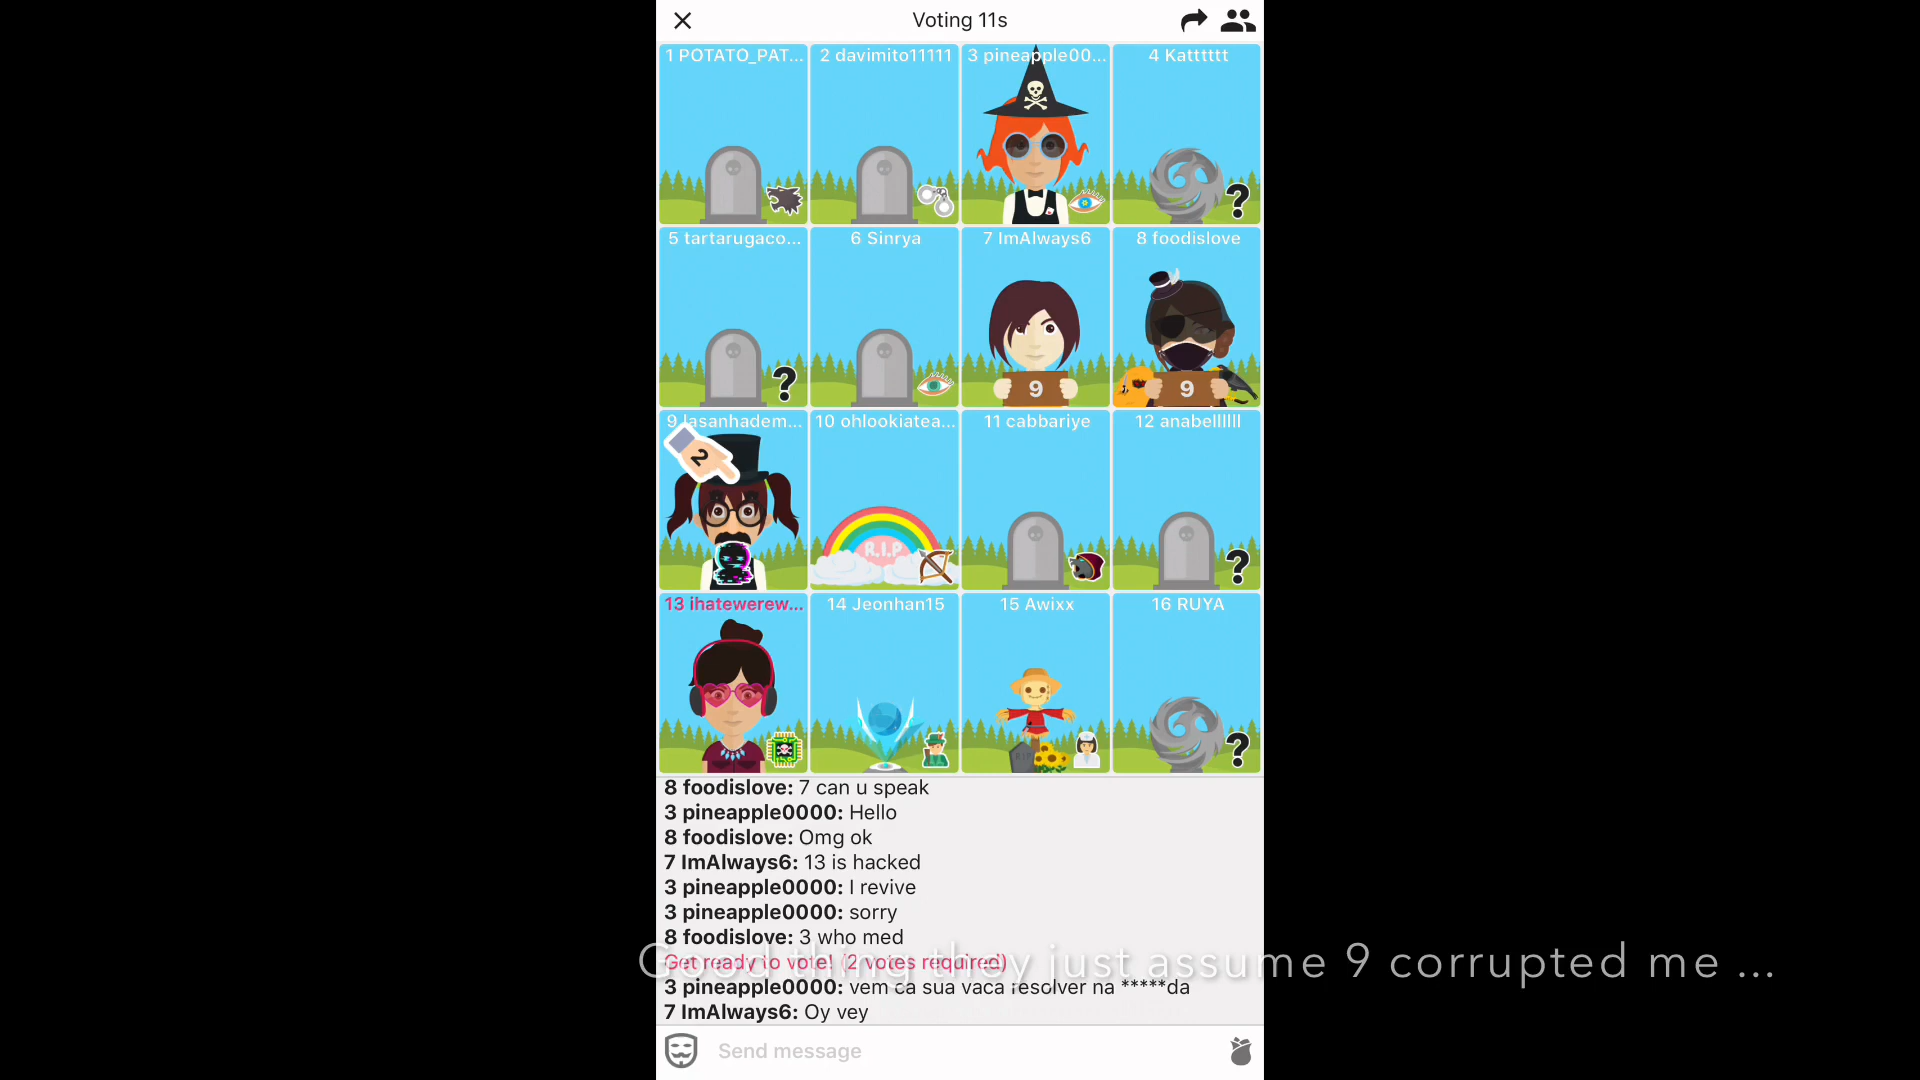 Voting 11s
1 POTATO_PAT...
2 davimito11111
3 pineapple00...
4 Katttttt
5 tartarugaco...
6 Sinrya
7 ImAlways6
8 foodislove
9
9
9 lasanhadem...
2
10 ohlookiatea...
R.I.P
11 cabbariye
12 anabellllll
13 ihatewerew...
14 Jeonhan15
15 Awixx
16 RUYA
8 foodislove: 7 can u speak
3 pineapple0000: Hello
8 foodislove: Omg ok
7 ImAlways6: 13 is hacked
3 pineapple0000: I revive
3 pineapple0000: sorry
8 foodislove: 3 who med
Get ready to vote! (2 votes required)
Good thing they just assume 9 corrupted me ...
3 pineapple0000: vem ca sua vaca resolver na *****da
7 ImAlways6: Oy vey
Send message